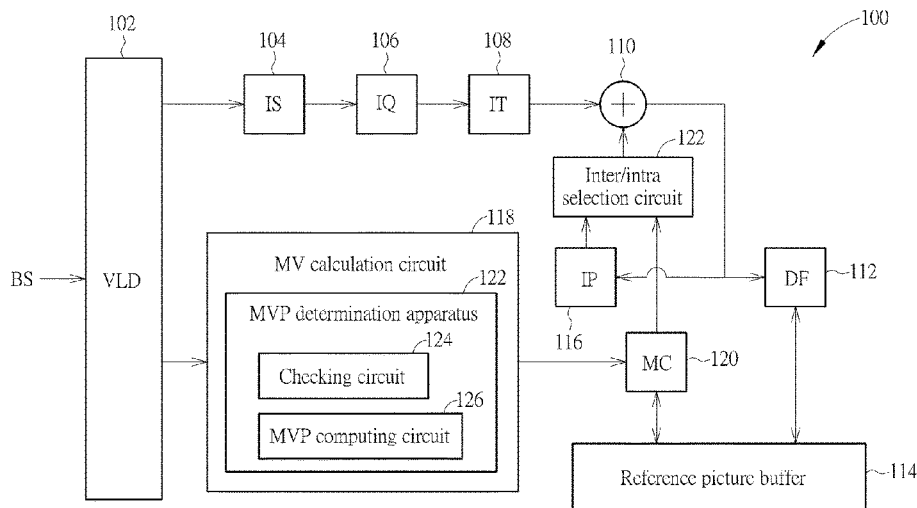 100
102
104
106
108
110
IS
IQ
IT
+
122
Inter/intra
selection circuit
118
MV calculation circuit
BS
VLD
122
MVP determination apparatus
124
Checking circuit
126
MVP computing circuit
IP
116
DF
112
MC
120
Reference picture buffer
114